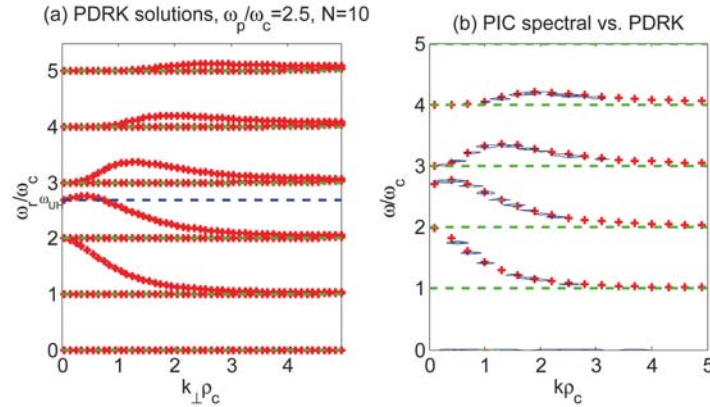 (a) PDRK solutions, ω_p/ω_c=2.5, N=10
5
4
3
ω_UH
2
1
0
ω_r/ω_c
0 1 2 3 4
k_⊥ρ_c
(b) PIC spectral vs. PDRK
5
4
3
2
1
0
ω/ω_c
0 1 2 3 4 5
kρ_c